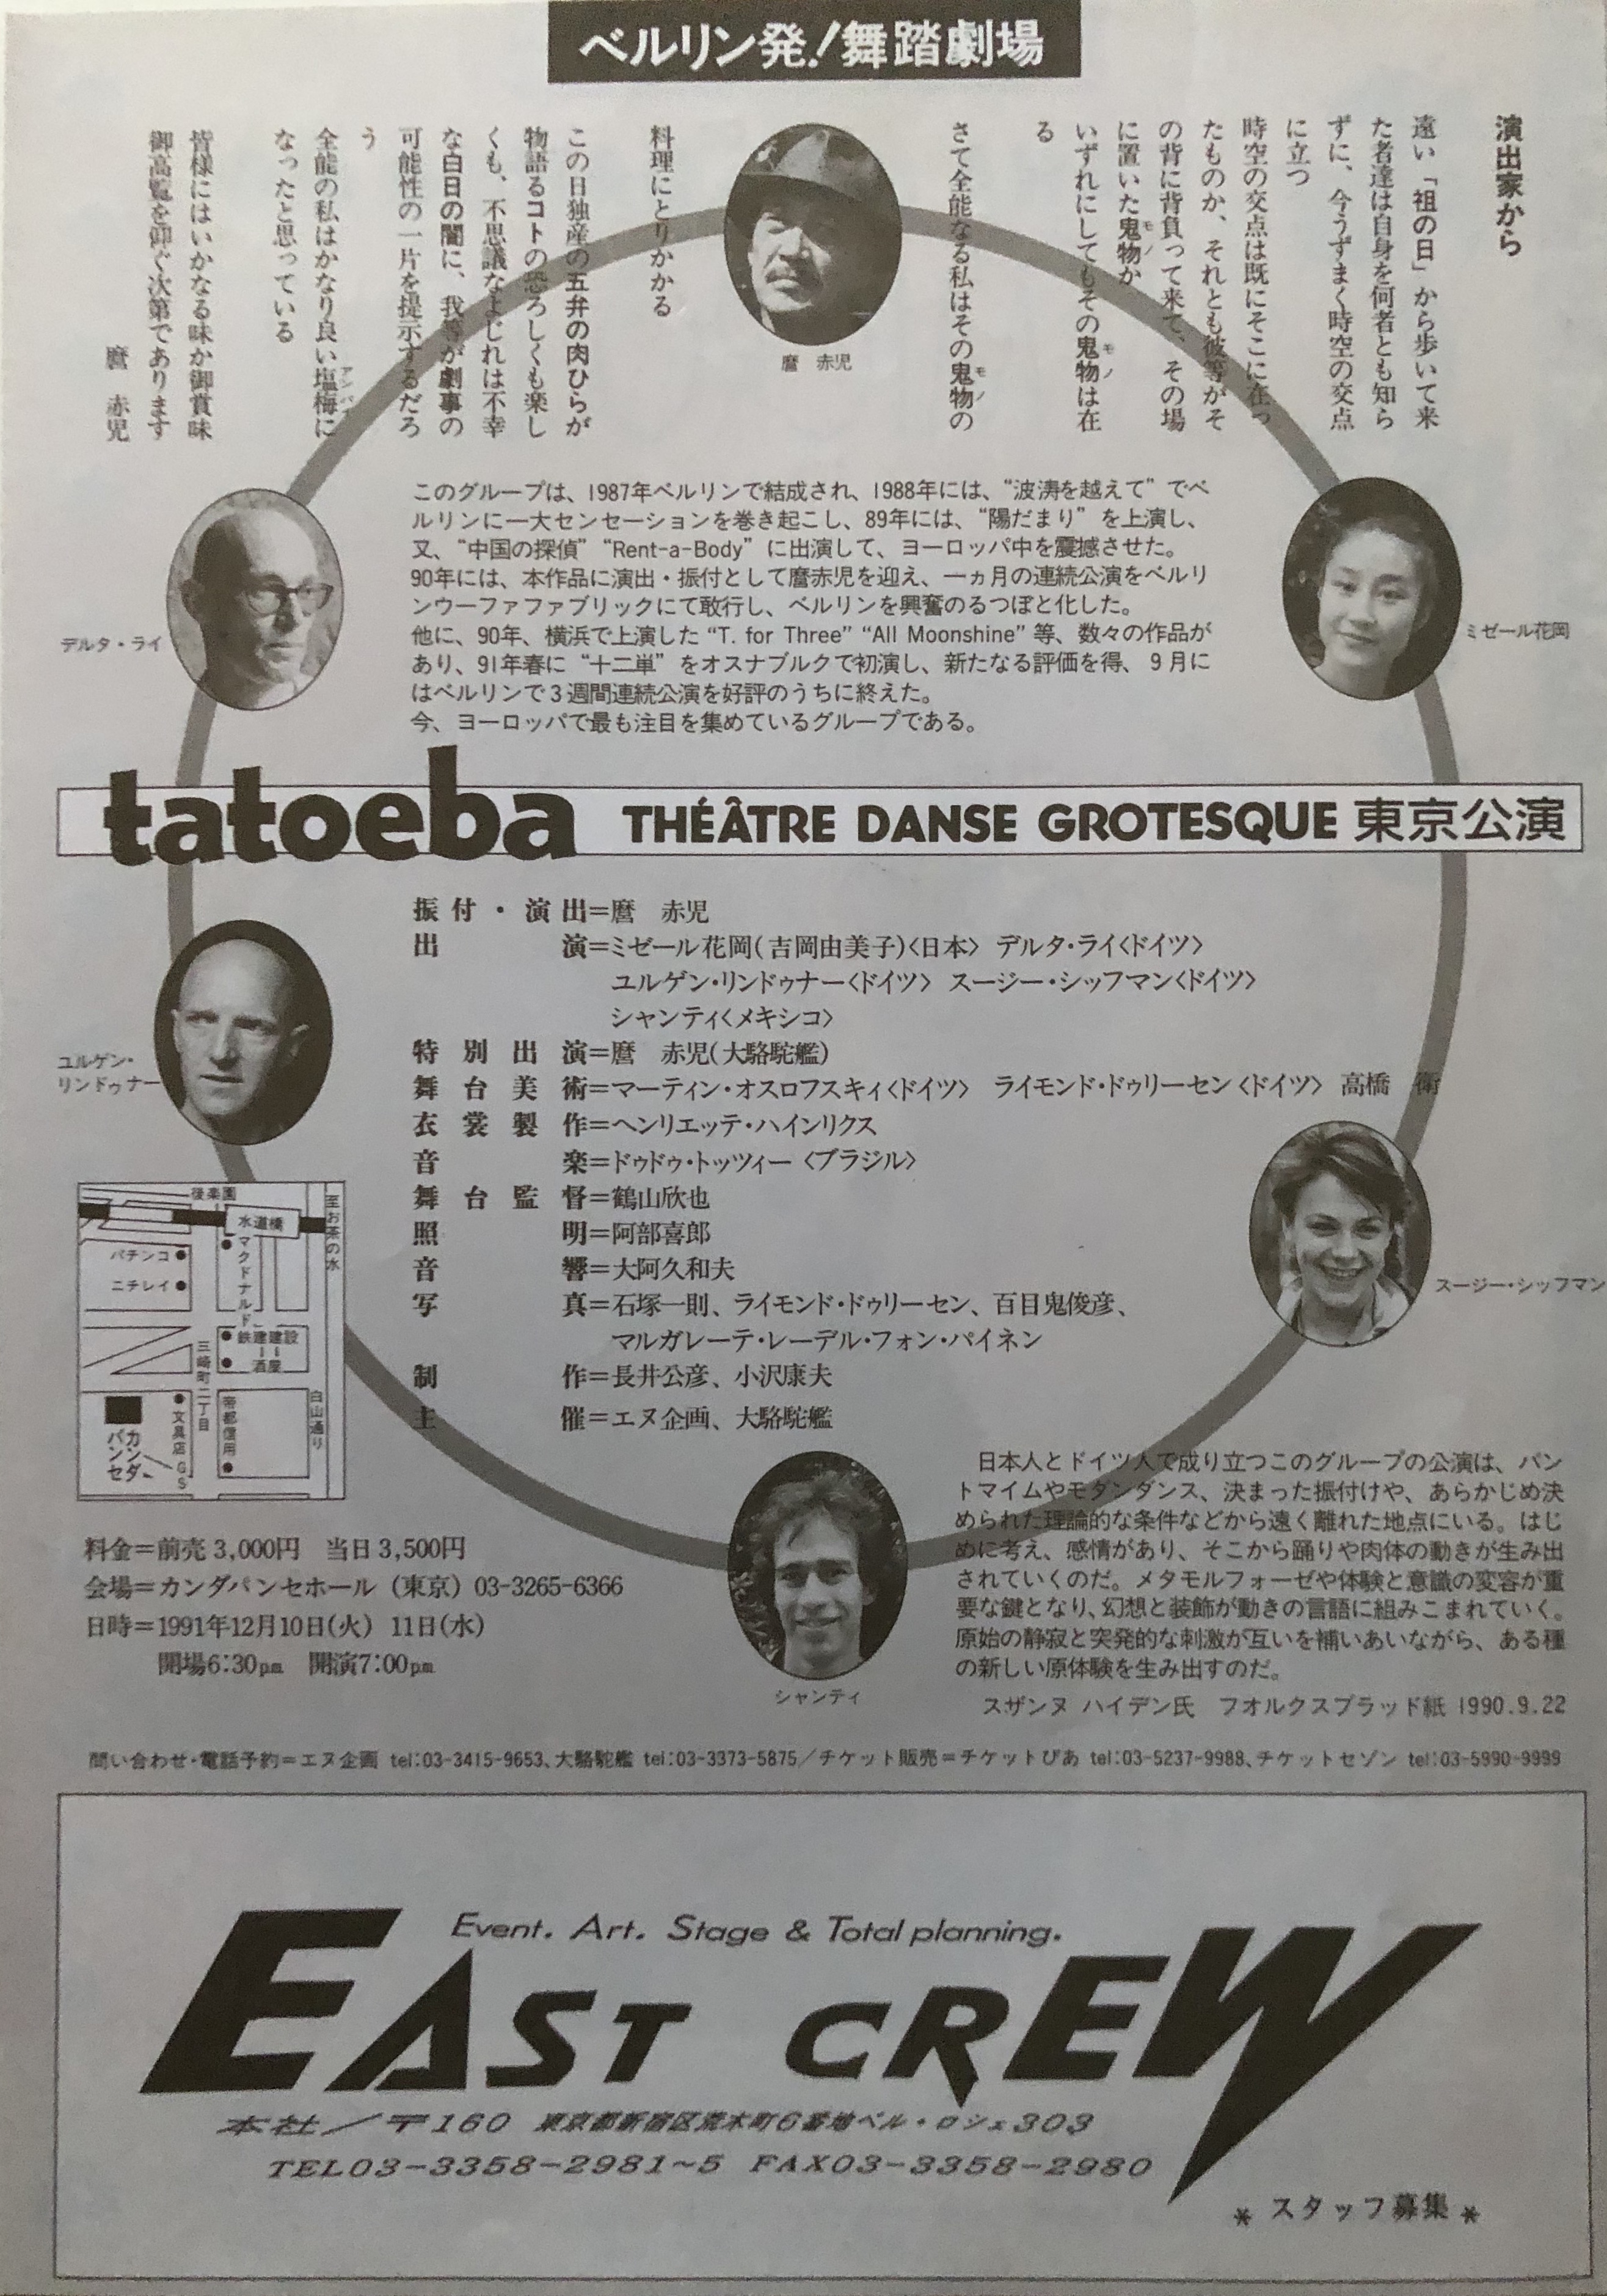 ベルリン発!舞踏劇場
演出家から
遠い「祖の日」から歩いて来
た者達は自身を何者とも知ら
ずに、今うずまく時空の交点
に立つ
時空の交点は既にそこに在っ
たものか、それとも彼等がそ
の背に背負って来て、その場
に置いた鬼物か
モノ
いずれにしてもその鬼物は在
モノ
る
さて全能なる私はその鬼物の
モノ
料理にとりかかる
この日独産の五弁の肉ひらが
物語るコトの恐ろしくも楽し
くも、不思議なよじれは不幸
な白日の闇に、我等が劇事の
可能性の一片を提示するだろ
う
全能の私はかなり良い塩梅に
アンバイ
なったと思っている
皆様にはいかなる味か御賞味
御高覧を仰ぐ次第であります
麿 赤児
麿 赤児
デルタ・ライ
ミゼール花岡
このグループは、1987年ベルリンで結成され、1988年には、“波涛を越えて”でベ
ルリンに一大センセーションを巻き起こし、89年には、“陽だまり”を上演し、
又、“中国の探偵”“Rent-a-Body”に出演して、ヨーロッパ中を震撼させた。
90年には、本作品に演出・振付として麿赤児を迎え、一ヵ月の連続公演をベルリ
ンウーファファブリックにて敢行し、ベルリンを興奮のるつぼと化した。
他に、90年、横浜で上演した“T. for Three”“All Moonshine”等、数々の作品が
あり、91年春に“十二単”をオスナブルクで初演し、新たなる評価を得、9月に
はベルリンで3週間連続公演を好評のうちに終えた。
今、ヨーロッパで最も注目を集めているグループである。
tatoeba THÉÂTRE DANSE GROTESQUE 東京公演
振付・演出=麿 赤児
出演=ミゼール花岡(吉岡由美子)〈日本〉 デルタ・ライ〈ドイツ〉
ユルゲン・リンドゥナー〈ドイツ〉 スージー・シッフマン〈ドイツ〉
シャンティ〈メキシコ〉
特別出演=麿 赤児(大駱駝艦)
舞台美術=マーティン・オスロフスキィ〈ドイツ〉 ライモンド・ドゥリーセン〈ドイツ〉 高橋 衛
衣裳製作=ヘンリエッテ・ハインリクス
音楽=ドゥドゥ・トッツィー〈ブラジル〉
舞台監督=鶴山欣也
照明=阿部喜郎
音響=大阿久和夫
写真=石塚一則、ライモンド・ドゥリーセン、百目鬼俊彦、
マルガレーテ・レーデル・フォン・パイネン
制作=長井公彦、小沢康夫
主催=エヌ企画、大駱駝艦
ユルゲン・
リンドゥナー
スージー・シッフマン
シャンティ
後楽園
水道橋
至お茶の水
パチンコ
ニチレイ
マクドナルド
鉄建建設
酒屋
三崎町二丁目
白山通り
帝都信用
文具店
GS
カンダ
パンセ
料金=前売 3,000円 当日 3,500円
会場=カンダパンセホール(東京)03-3265-6366
日時=1991年12月10日(火) 11日(水)
開場6:30pm 開演7:00pm
日本人とドイツ人で成り立つこのグループの公演は、パン
トマイムやモダンダンス、決まった振付けや、あらかじめ決
められた理論的な条件などから遠く離れた地点にいる。はじ
めに考え、感情があり、そこから踊りや肉体の動きが生み出
されていくのだ。メタモルフォーゼや体験と意識の変容が重
要な鍵となり、幻想と装飾が動きの言語に組みこまれていく。
原始の静寂と突発的な刺激が互いを補いあいながら、ある種
の新しい原体験を生み出すのだ。
スザンヌ ハイデン氏 フオルクスブラッド紙 1990.9.22
問い合わせ・電話予約=エヌ企画 tel:03-3415-9653、大駱駝艦 tel:03-3373-5875/チケット販売=チケットぴあ tel:03-5237-9988、チケットセゾン tel:03-5990-9999
Event. Art. Stage & Total planning.
EAST CREW
本社/〒160 東京都新宿区荒木町6番地ベル・ロシェ303
TEL03-3358-2981~5 FAX03-3358-2980
* スタッフ募集 *